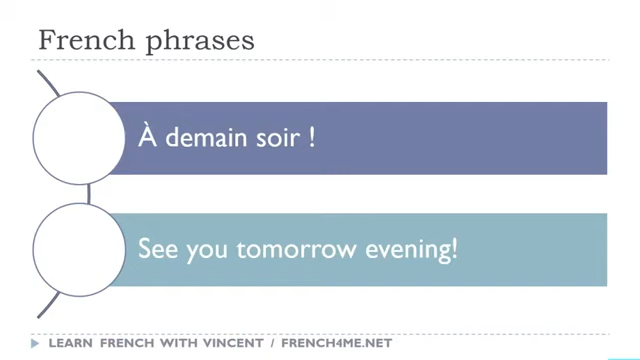 French phrases
À demain soir !
See you tomorrow evening!
LEARN FRENCH WITH VINCENT / FRENCH4ME.NET